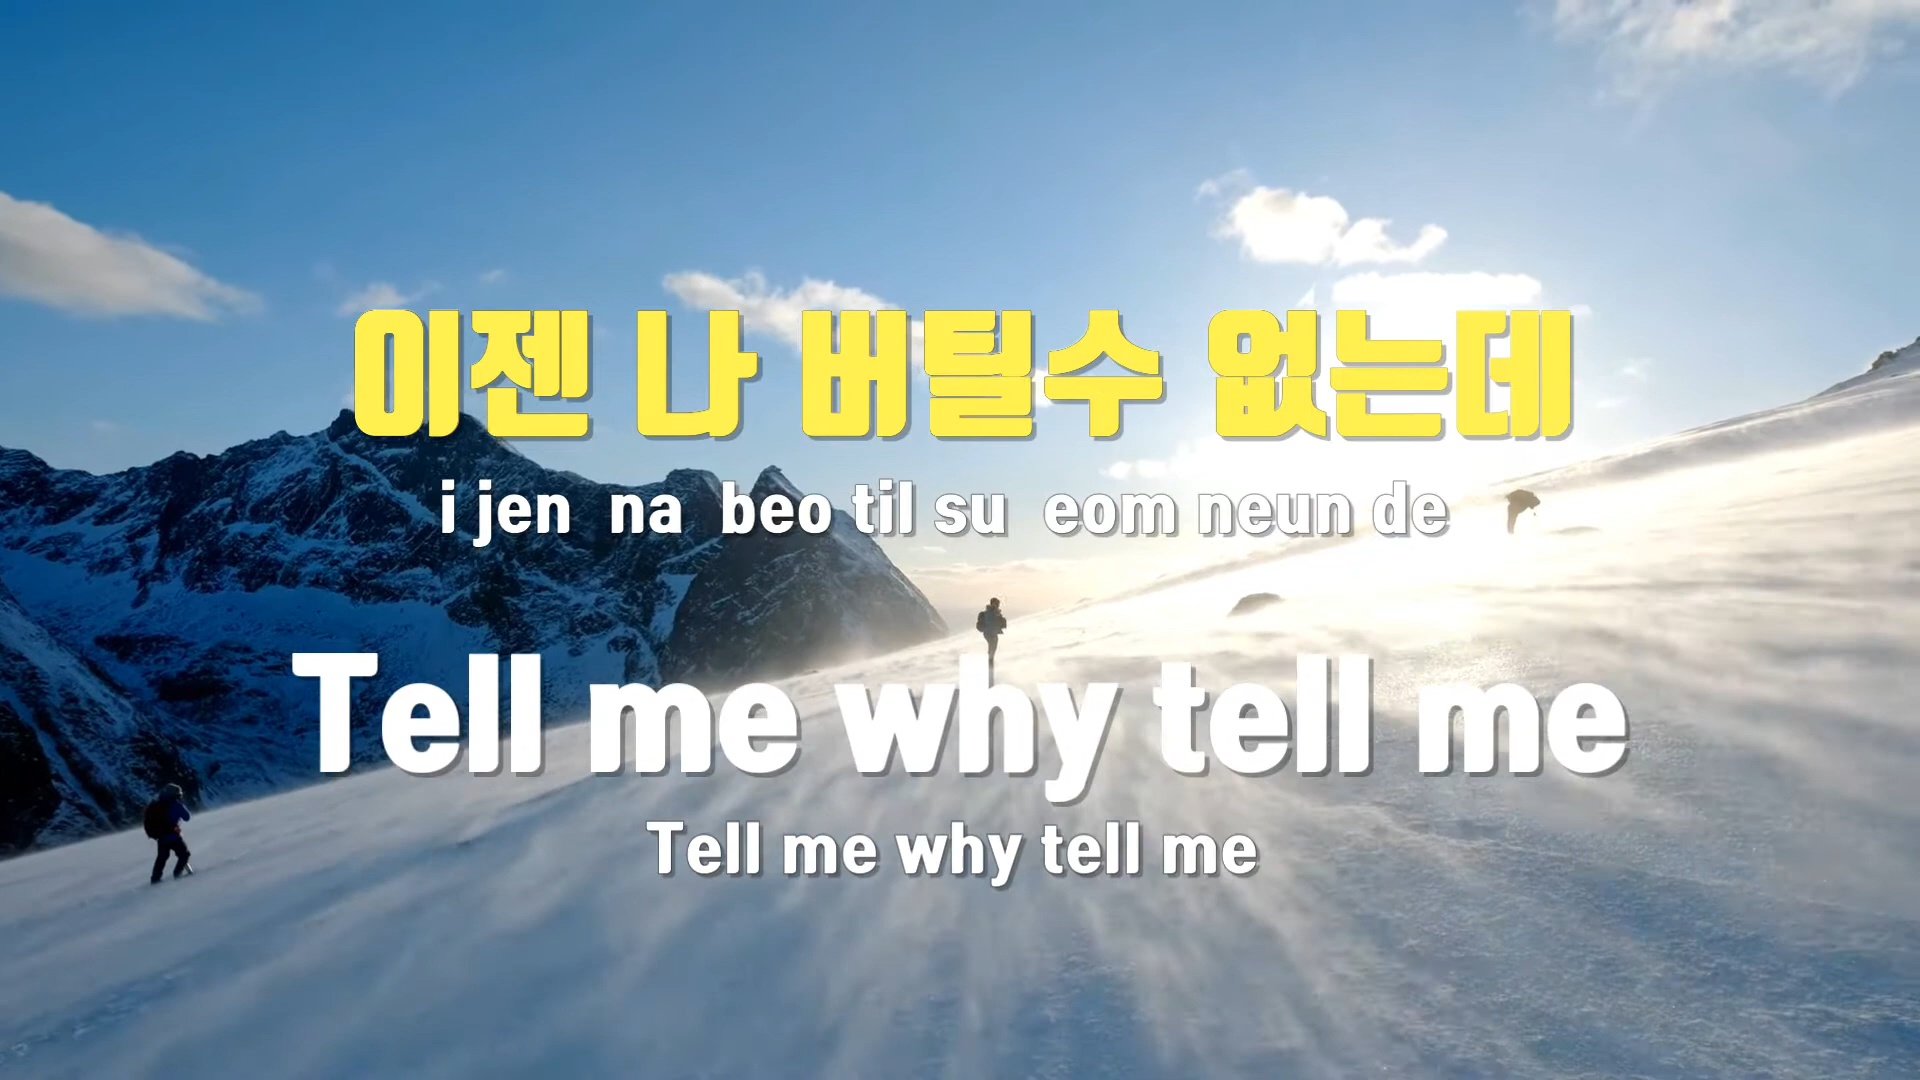 이젠 나 버틸수 없는데
i jen na beo til su eom neun de
Tell me why tell me
Tell me why tell me